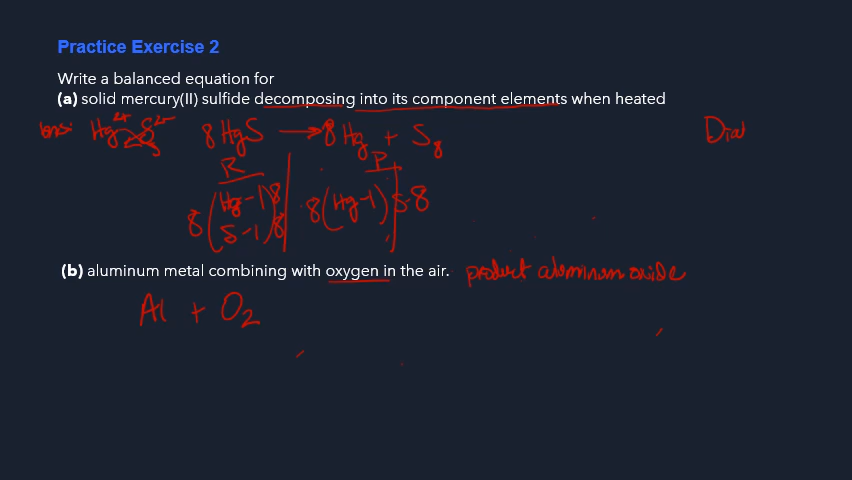 Practice Exercise 2
Write a balanced equation for
(a) solid mercury(II) sulfide decomposing into its component elements when heated
Hg²⁺ S²⁻ 8 HgS → 8 Hg + S₈
R P
8 ( Hg - 1 ) 8 8 ( Hg - 1 ) S - 8
S - 1 ) 8
(b) aluminum metal combining with oxygen in the air. product aluminum oxide
Al + O₂